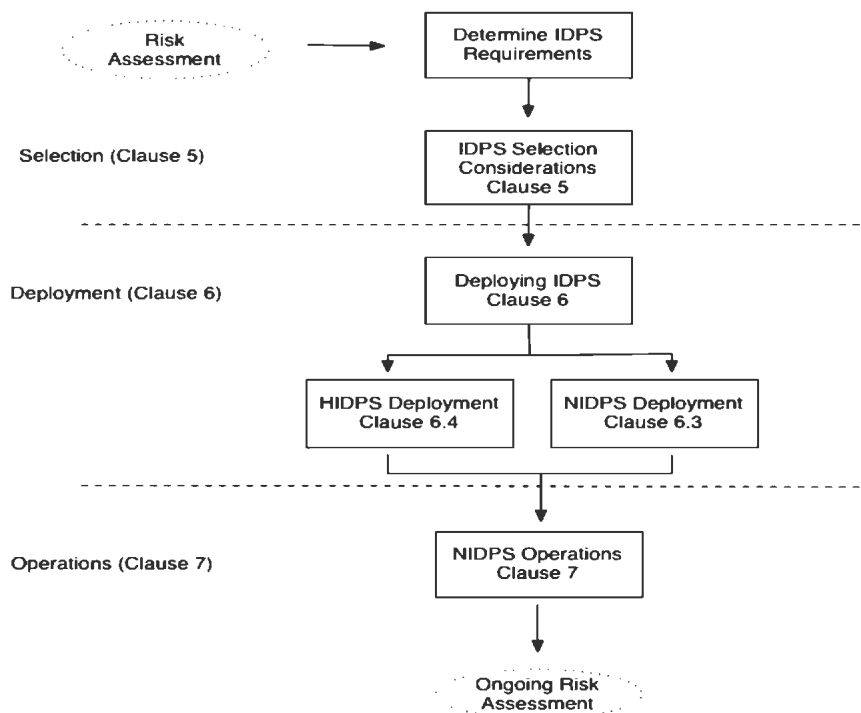 Risk
Assessment
Determine IDPS
Requirements
Selection (Clause 5)
IDPS Selection
Considerations
Clause 5
Deployment (Clause 6)
Deploying IDPS
Clause 6
HIDPS Deployment
Clause 6.4
NIDPS Deployment
Clause 6.3
Operations (Clause 7)
NIDPS Operations
Clause 7
Ongoing Risk
Assessment